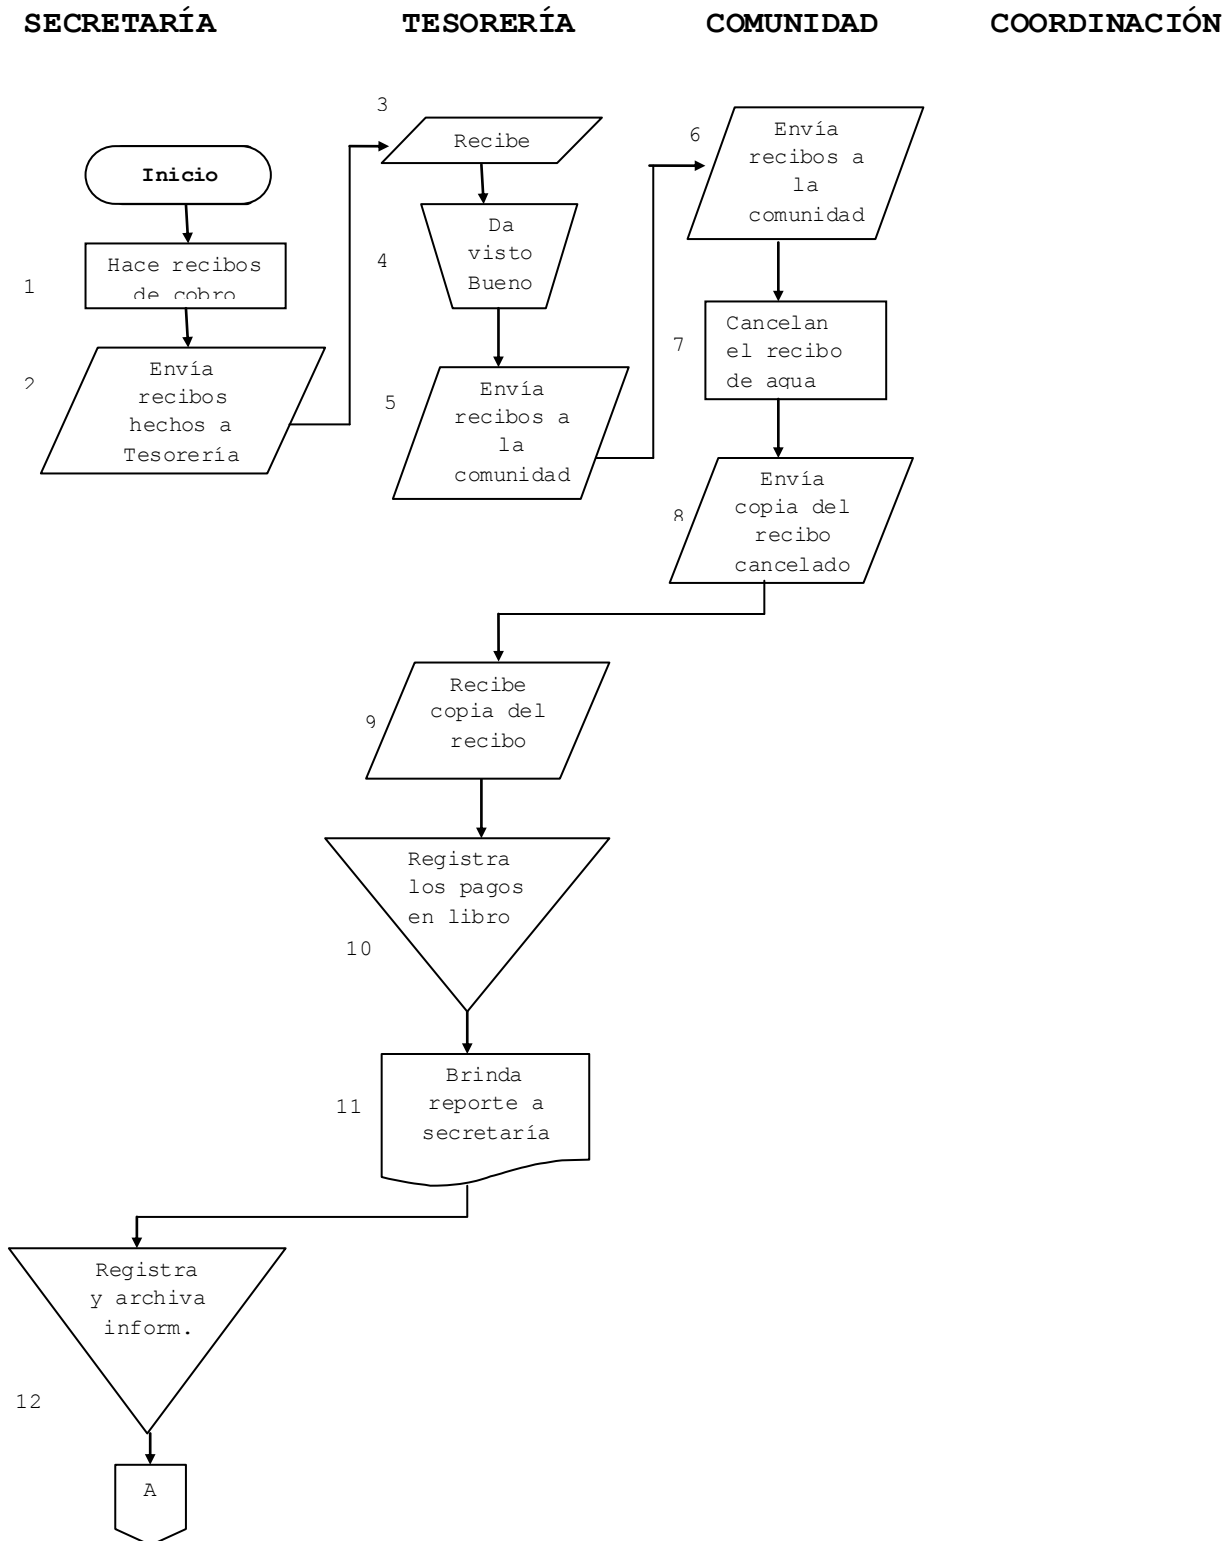 SECRETARÍA TESORERÍA COMUNIDAD COORDINACIÓN
Inicio
1
Hace recibos
de cobro
2
Envía
recibos
hechos a
Tesorería
3
Recibe
4
Da
visto
Bueno
5
Envía
recibos a
la
comunidad
6
Envía
recibos a
la
comunidad
7
Cancelan
el recibo
de agua
8
Envía
copia del
recibo
cancelado
9
Recibe
copia del
recibo
Registra
los pagos
en libro
10
Brinda
reporte a
secretaría
11
Registra
y archiva
inform.
12
A